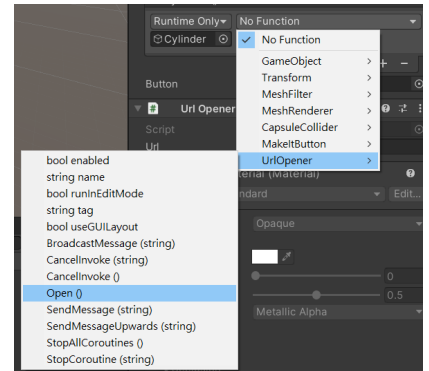 Runtime Only
No Function
Cylinder
No Function
GameObject
Transform
MeshFilter
MeshRenderer
CapsuleCollider
MakeItButton
UrlOpener
Button
# Url Opener
Script
Url
bool enabled
string name
bool runInEditMode
string tag
bool useGUILayout
BroadcastMessage (string)
CancelInvoke (string)
CancelInvoke ()
Open ()
SendMessage (string)
SendMessageUpwards (string)
StopAllCoroutines ()
StopCoroutine (string)
(Material)
Edit...
Opaque
0
0.5
Metallic Alpha